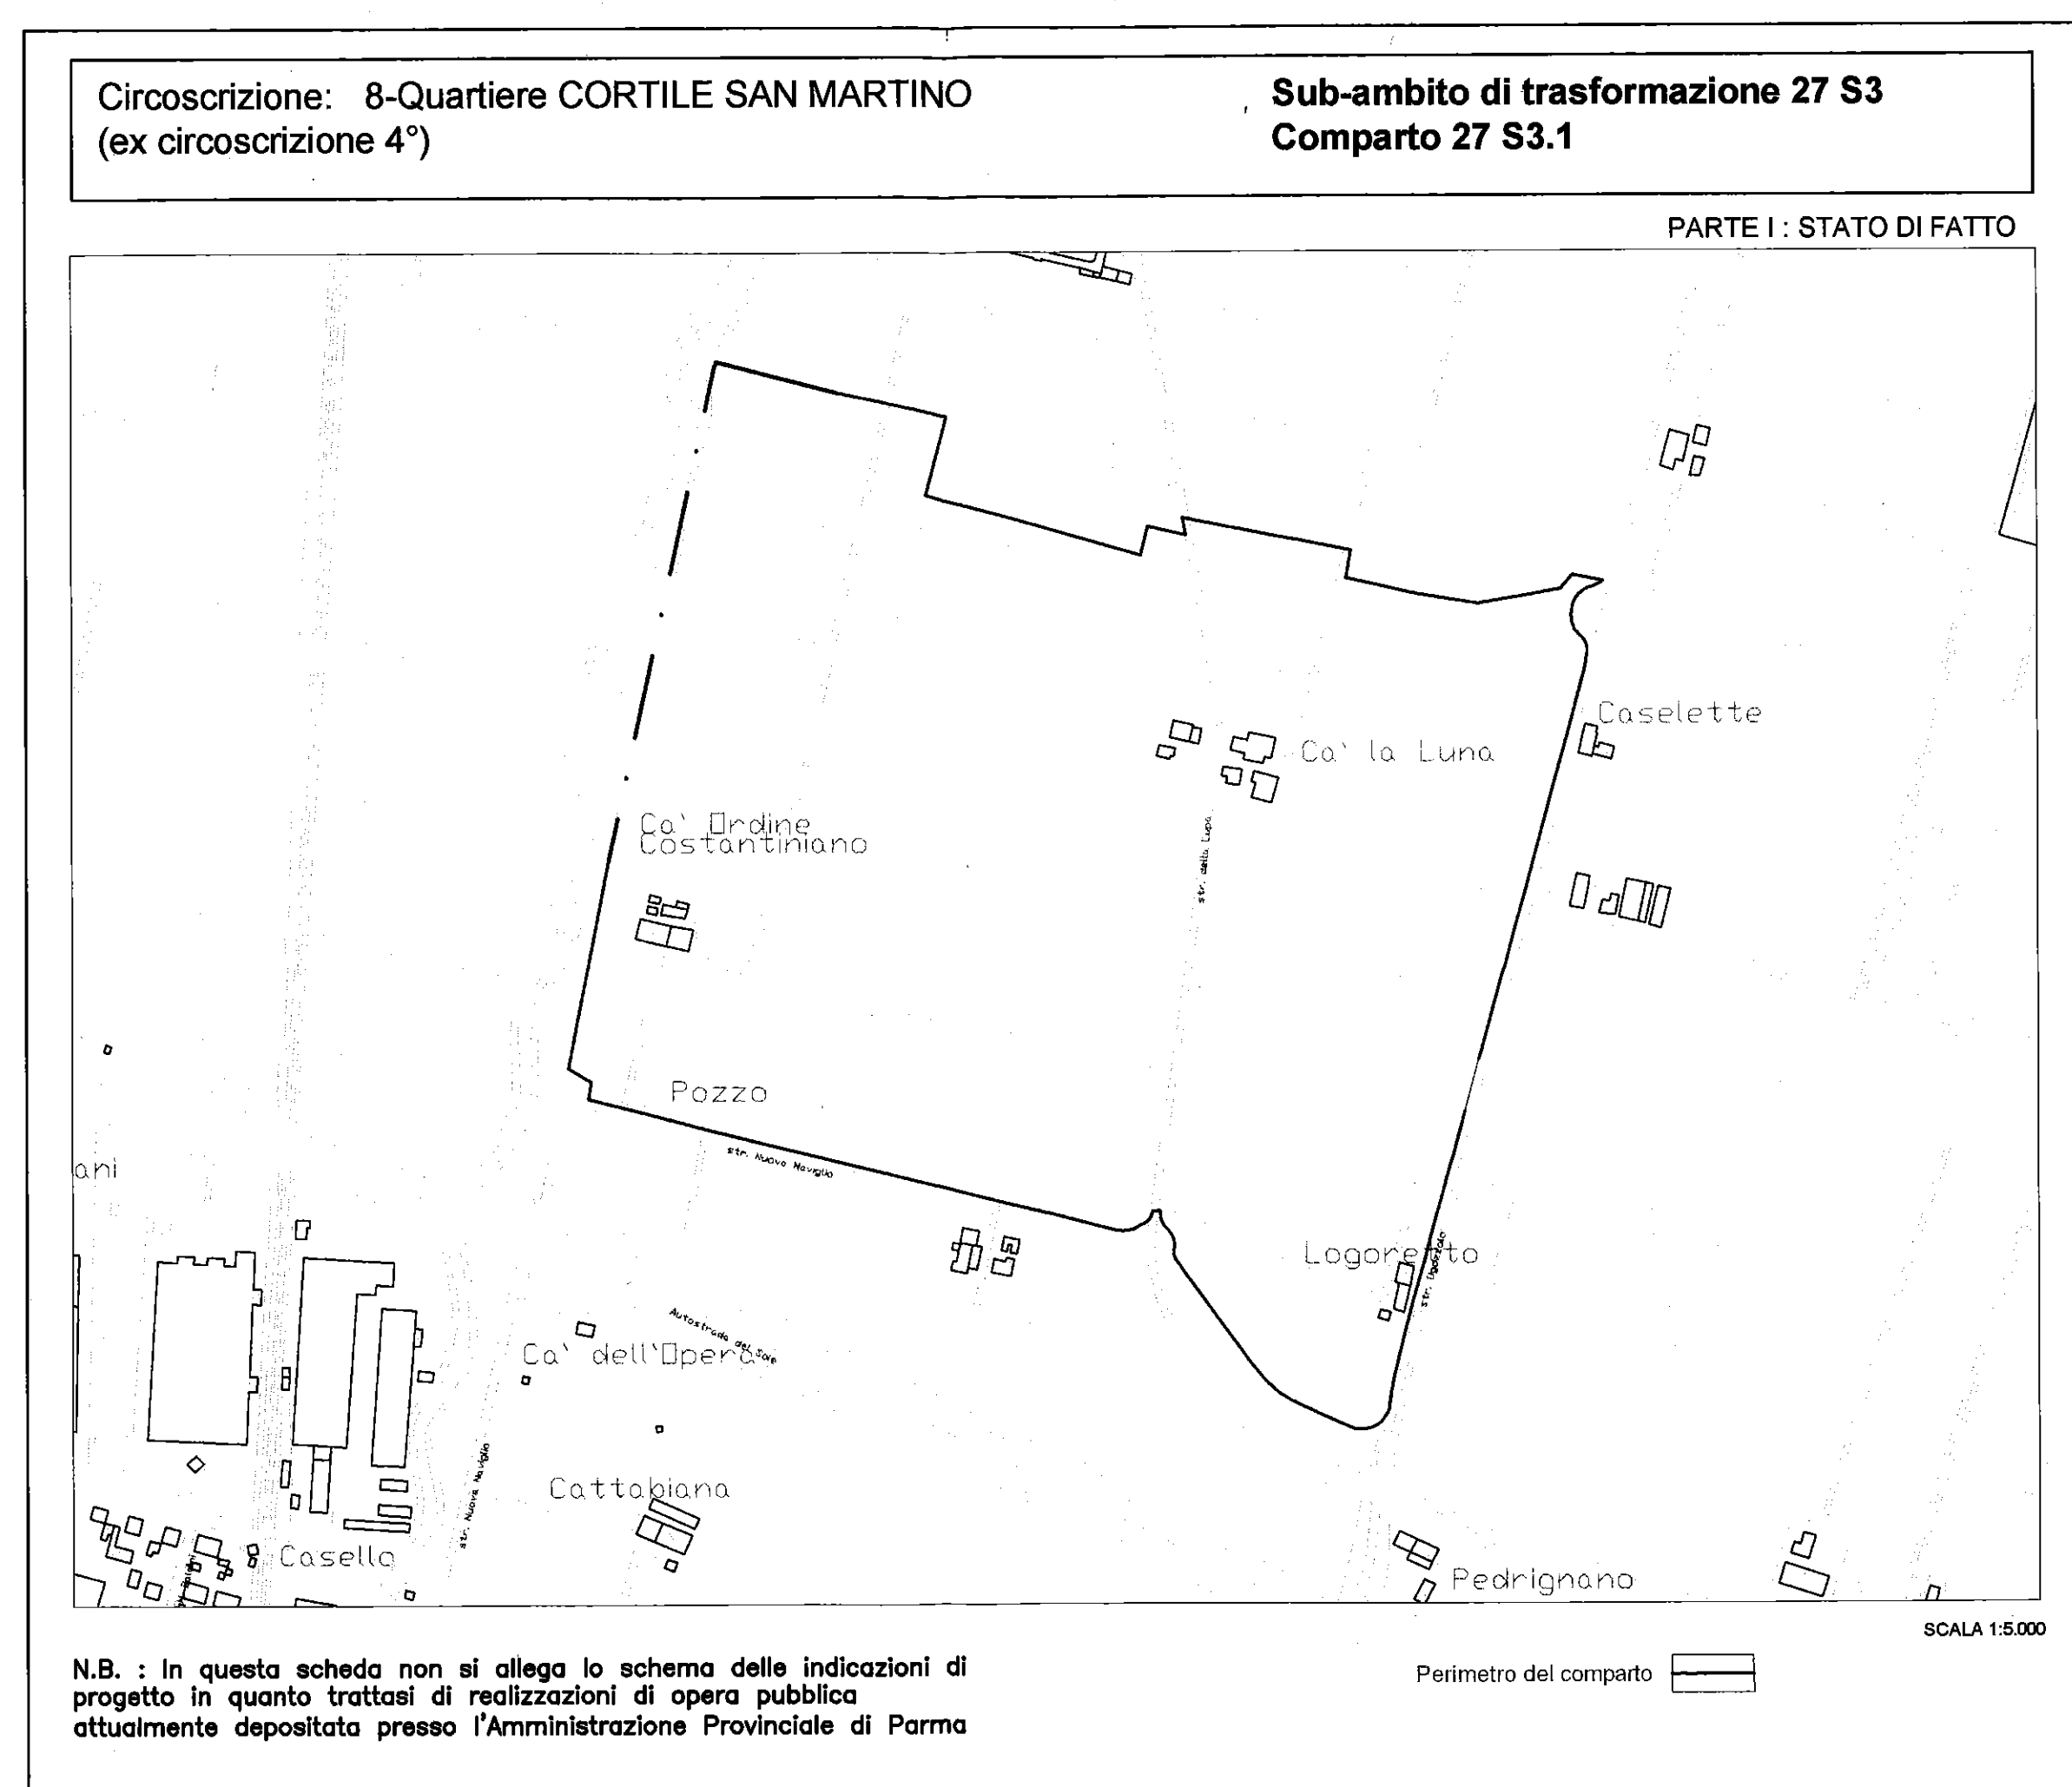 Circoscrizione: 8-Quartiere CORTILE SAN MARTINO
(ex circoscrizione 4°)
Sub-ambito di trasformazione 27 S3
Comparto 27 S3.1
PARTE I : STATO DI FATTO
Caselette
Ca' la Luna
Ca' Ordine
Costantiniano
str. della Lupa
Pozzo
str. Nuovo Naviglio
ani
Logoretto
str. Ugozzolo
Autostrada del Sole
Ca' dell'Opera
Cattabiana
str. Nuova Naviglio
Casello
Pedrignano
SCALA 1:5.000
N.B. : In questa scheda non si allega lo schema delle indicazioni di
progetto in quanto trattasi di realizzazioni di opera pubblica
attualmente depositata presso l'Amministrazione Provinciale di Parma
Perimetro del comparto